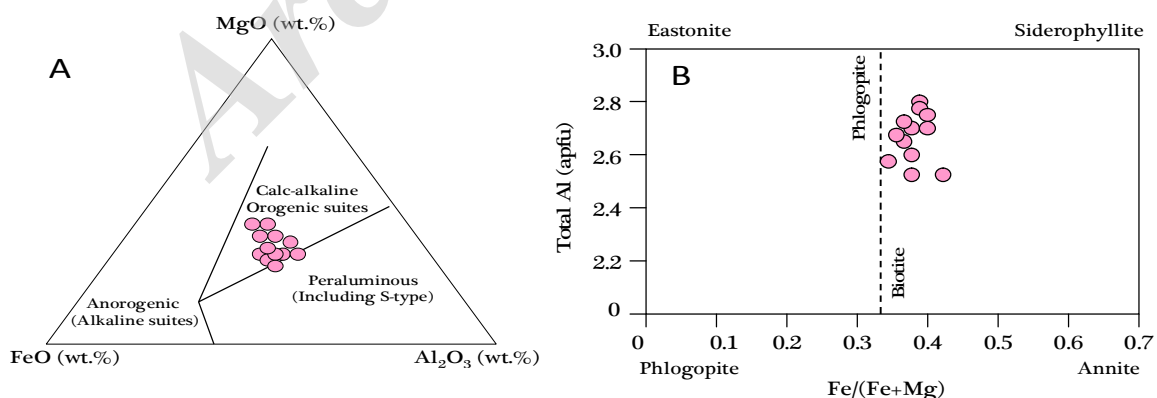 MgO (wt.%)
A
Calc-alkaline
Orogenic suites
Peraluminous
(Including S-type)
Anorogenic
(Alkaline suites)
FeO (wt.%)
Al₂O₃ (wt.%)
Eastonite
Siderophyllite
B
3.0
2.8
2.6
2.4
2.2
0
Total Al (apfu)
Phlogopite
Biotite
0 0.1 0.2 0.3 0.4 0.5 0.6 0.7
Phlogopite
Annite
Fe/(Fe+Mg)